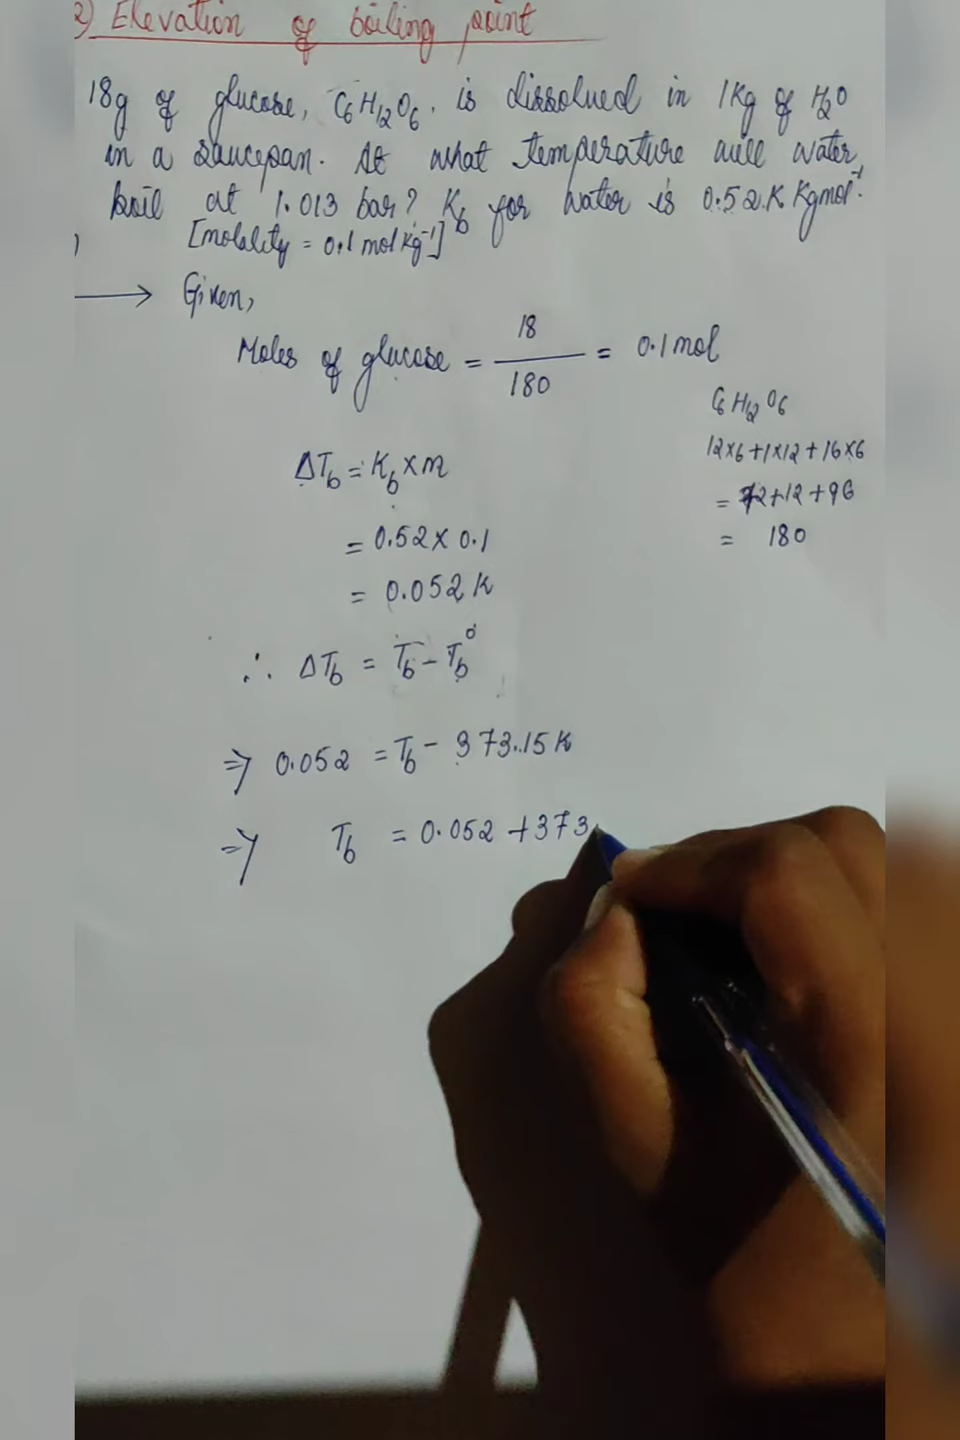 2) Elevation of boiling point
18g of glucose, C6H12O6, is dissolved in 1Kg of H2O
in a saucepan. At what temperature will water
boil at 1.013 bar? Kb for water is 0.52 K Kgmol⁻¹.
[molality = 0.1 mol kg⁻¹]
→ Given,
Moles of glucose = 18/180 = 0.1 mol
C6H12O6
12×6+1×12+16×6
= 72+12+96
= 180
ΔTb = Kb × m
= 0.52 × 0.1
= 0.052 K
∴ ΔTb = Tb - Tb⁰
⇒ 0.052 = Tb - 373.15 K
⇒ Tb = 0.052 + 373.